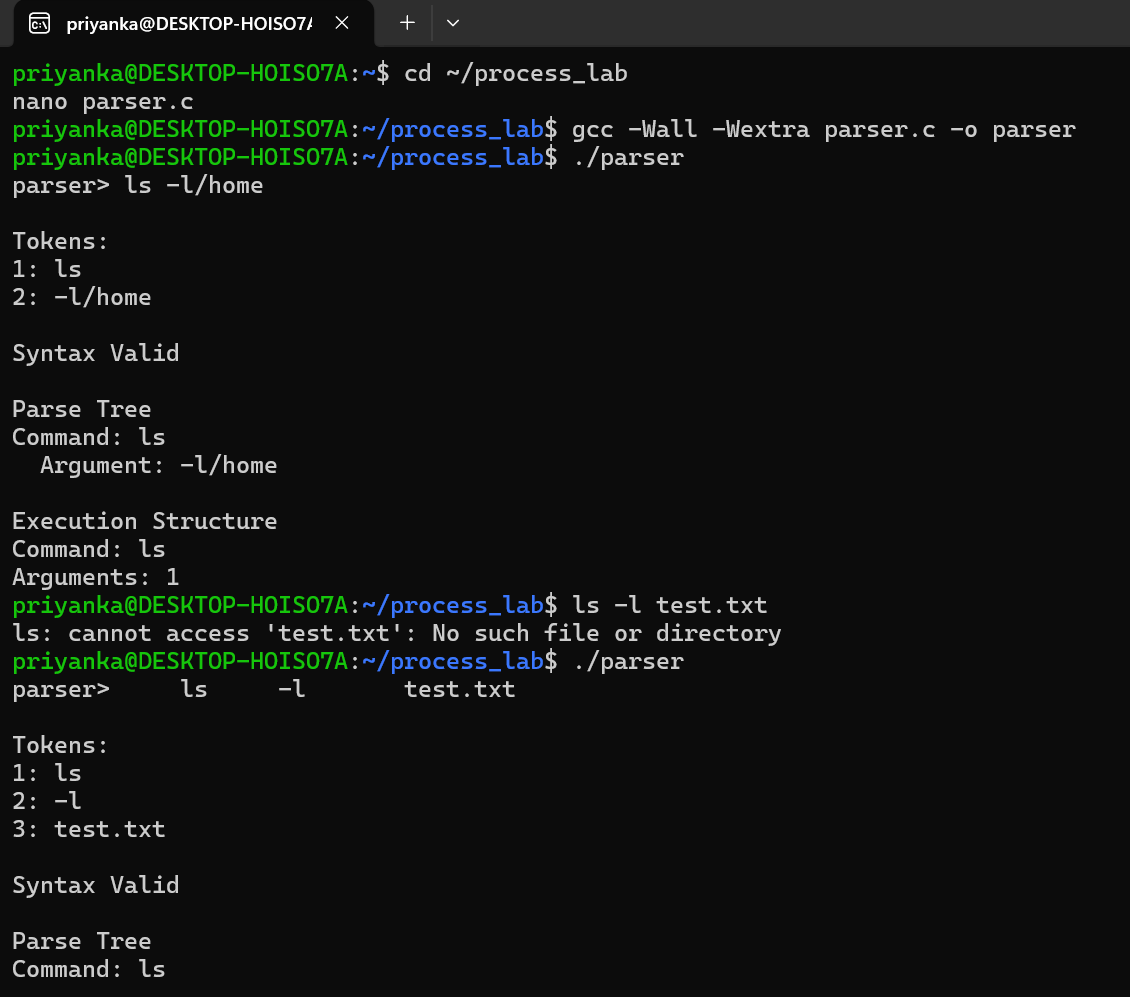 priyanka@DESKTOP-HOISO7A
priyanka@DESKTOP-HOISO7A:~$ cd ~/process_lab
nano parser.c
priyanka@DESKTOP-HOISO7A:~/process_lab$ gcc -Wall -Wextra parser.c -o parser
priyanka@DESKTOP-HOISO7A:~/process_lab$ ./parser
parser> ls -l/home
Tokens:
1: ls
2: -l/home
Syntax Valid
Parse Tree
Command: ls
  Argument: -l/home
Execution Structure
Command: ls
Arguments: 1
priyanka@DESKTOP-HOISO7A:~/process_lab$ ls -l test.txt
ls: cannot access 'test.txt': No such file or directory
priyanka@DESKTOP-HOISO7A:~/process_lab$ ./parser
parser>     ls     -l       test.txt
Tokens:
1: ls
2: -l
3: test.txt
Syntax Valid
Parse Tree
Command: ls